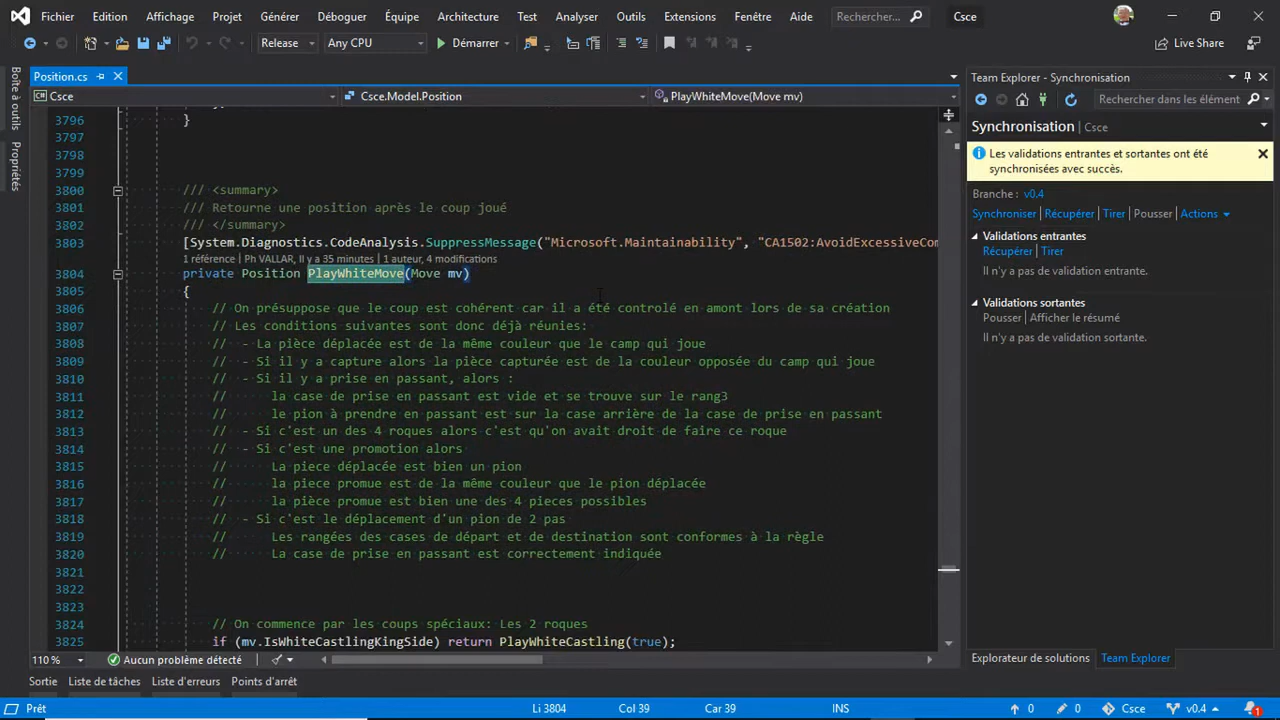 Fichier Édition Affichage Projet Générer Déboguer Équipe Architecture Test Analyser Outils Extensions Fenêtre Aide Rechercher... Csce
Release Any CPU Démarrer Live Share
Position.cs
Csce Csce.Model.Position PlayWhiteMove(Move mv)
Boîte à outils
Propriétés
3796 }
3797
3798
3799
3800 /// <summary>
3801 /// Retourne une position après le coup joué
3802 /// </summary>
3803 [System.Diagnostics.CodeAnalysis.SuppressMessage("Microsoft.Maintainability", "CA1502:AvoidExcessiveCom
1 référence | Ph VALLAR, Il y a 35 minutes | 1 auteur, 4 modifications
3804 private Position PlayWhiteMove(Move mv)
3805 {
3806 // On présuppose que le coup est cohérent car il a été controlé en amont lors de sa création
3807 // Les conditions suivantes sont donc déjà réunies:
3808 // - La pièce déplacée est de la même couleur que le camp qui joue
3809 // - Si il y a capture alors la pièce capturée est de la couleur opposée du camp qui joue
3810 // - Si il y a prise en passant, alors :
3811 // la case de prise en passant est vide et se trouve sur le rang3
3812 // le pion à prendre en passant est sur la case arrière de la case de prise en passant
3813 // - Si c'est un des 4 roques alors c'est qu'on avait droit de faire ce roque
3814 // - Si c'est une promotion alors
3815 // La piece déplacée est bien un pion
3816 // la piece promue est de la même couleur que le pion déplacée
3817 // la pièce promue est bien une des 4 pieces possibles
3818 // - Si c'est le déplacement d'un pion de 2 pas
3819 // Les rangées des cases de départ et de destination sont conformes à la règle
3820 // La case de prise en passant est correctement indiquée
3821
3822
3823
3824 // On commence par les coups spéciaux: Les 2 roques
3825 if (mv.IsWhiteCastlingKingSide) return PlayWhiteCastling(true);
110 % Aucun problème détecté
Sortie Liste de tâches Liste d'erreurs Points d'arrêt
Prêt Li 3804 Col 39 Car 39 INS 0 0 Csce v0.4 1
Team Explorer - Synchronisation
Rechercher dans les élément
Synchronisation | Csce
Les validations entrantes et sortantes ont été
synchronisées avec succès.
Branche : v0.4
Synchroniser | Récupérer | Tirer | Pousser | Actions
Validations entrantes
Récupérer | Tirer
Il n'y a pas de validation entrante.
Validations sortantes
Pousser | Afficher le résumé
Il n'y a pas de validation sortante.
Explorateur de solutions Team Explorer